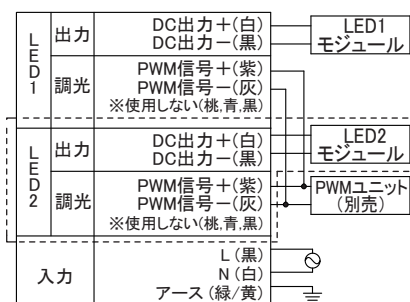 LED1
出力
DC出力＋(白)
DC出力－(黒)
LED1
モジュール
調光
PWM信号＋(紫)
PWM信号－(灰)
※使用しない(桃,青,黒)
LED2
出力
DC出力＋(白)
DC出力－(黒)
LED2
モジュール
調光
PWM信号＋(紫)
PWM信号－(灰)
※使用しない(桃,青,黒)
PWMユニット
(別売)
入力
L(黒)
N(白)
アース(緑/黄)